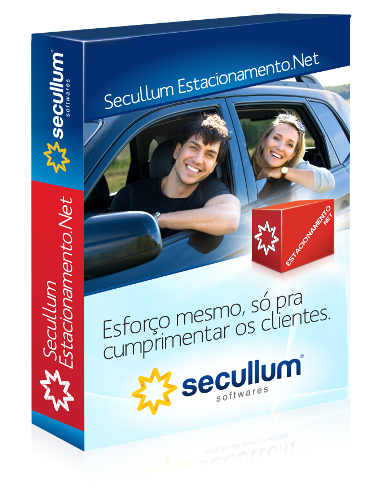 Secullum Estacionamento.Net
ESTACIONAMENTO
.NET
Esforço mesmo, só pra
cumprimentar os clientes.
secullum®
softwares
secullum®
softwares
Secullum
Estacionamento.Net